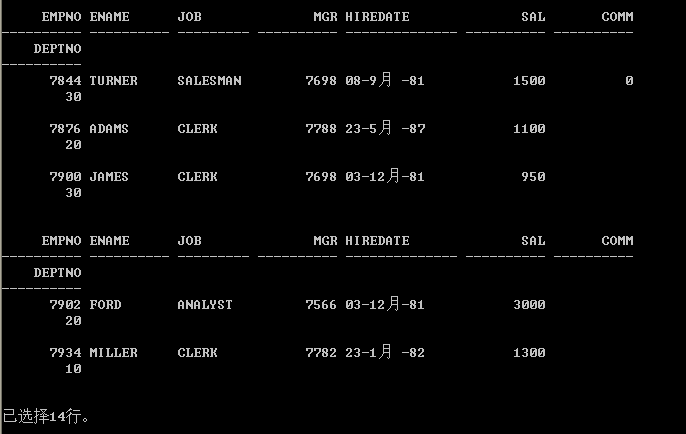 EMPNO ENAME JOB MGR HIREDATE SAL COMM
---------- ---------- --------- ---------- -------------- ---------- ----------
DEPTNO
----------
7844 TURNER SALESMAN 7698 08-9月 -81 1500 0
30
7876 ADAMS CLERK 7788 23-5月 -87 1100
20
7900 JAMES CLERK 7698 03-12月-81 950
30
EMPNO ENAME JOB MGR HIREDATE SAL COMM
---------- ---------- --------- ---------- -------------- ---------- ----------
DEPTNO
----------
7902 FORD ANALYST 7566 03-12月-81 3000
20
7934 MILLER CLERK 7782 23-1月 -82 1300
10
已选择14行。